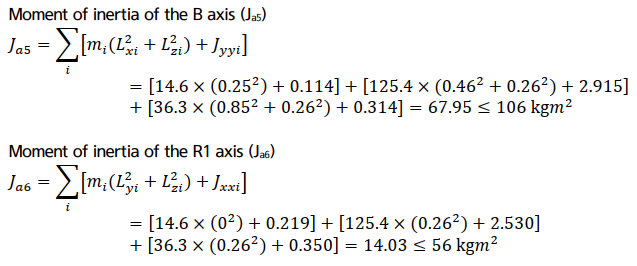 Moment of inertia of the B axis (Ja5)
Jₐ₅ = ∑ᵢ[mᵢ(L²ₓᵢ + L²zᵢ) + Jyyᵢ]
= [14.6 × (0.25²) + 0.114] + [125.4 × (0.46² + 0.26²) + 2.915]
+ [36.3 × (0.85² + 0.26²) + 0.314] = 67.95 ≤ 106 kgm²
Moment of inertia of the R1 axis (Ja6)
Jₐ₆ = ∑ᵢ[mᵢ(L²yᵢ + L²zᵢ) + Jₓₓᵢ]
= [14.6 × (0²) + 0.219] + [125.4 × (0.26²) + 2.530]
+ [36.3 × (0.26²) + 0.350] = 14.03 ≤ 56 kgm²